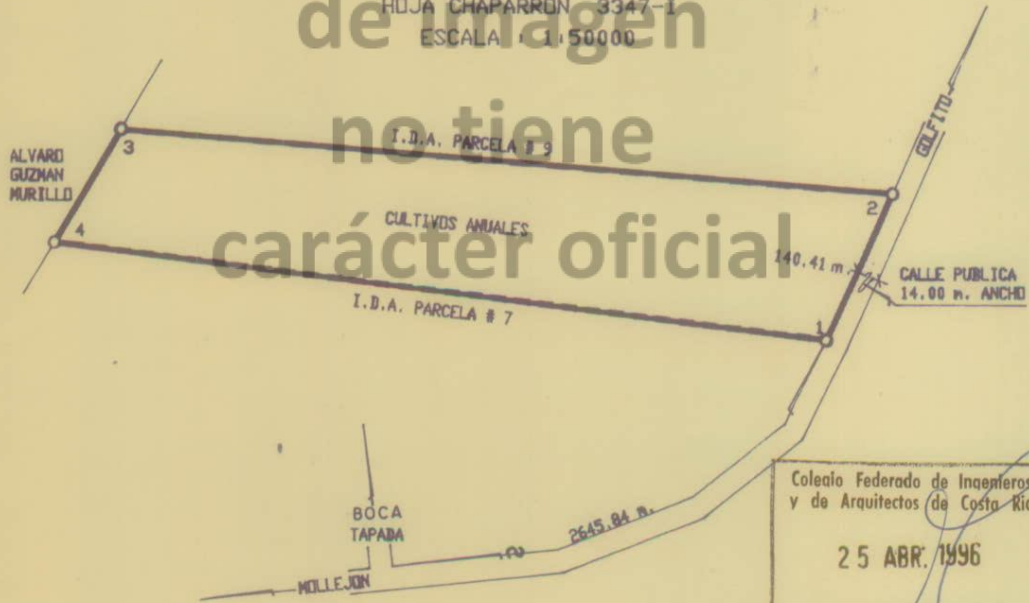 de imagen
HOJA CHAPARRON 3347-I
ESCALA : 1:50000
no tiene
I.D.A. PARCELA # 9
GOLFITO
ALVARO
GUZMAN
MURILLO
3
2
4
CULTIVOS ANUALES
carácter oficial
140.41 m
CALLE PUBLICA
14.00 m. ANCHO
I.D.A. PARCELA # 7
1
Colegio Federado de Ingenieros
y de Arquitectos de Costa Ri
25 ABR. 1996
BOCA
TAPADA
2645.84 m.
MOLLEJON